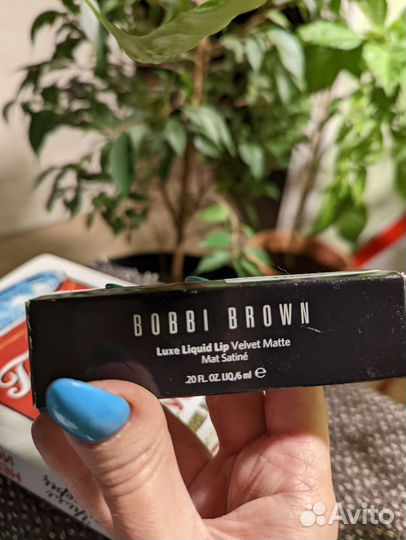 BOBBI BROWN
Luxe Liquid Lip Velvet Matte
Mat Satiné
.20 FL. OZ. LIQ./6 ml ℮
Avito